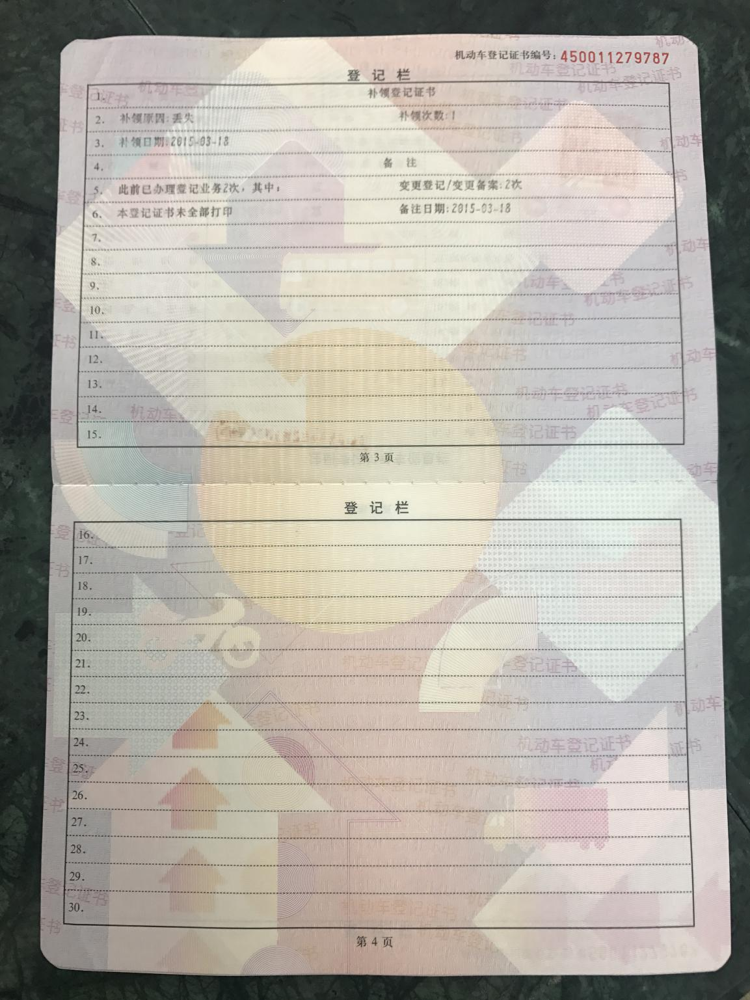 机动车登记证书编号：450011279787
登 记 栏
1. 补领登记证书
2. 补领原因:丢失 补领次数:1
3. 补领日期:2015-03-18
4. 备 注
5. 此前已办理登记业务2次，其中： 变更登记/变更备案:2次
6. 本登记证书未全部打印 备注日期:2015-03-18
7.
8.
9.
10.
11.
12.
13.
14.
15.
第 3 页
登 记 栏
16.
17.
18.
19.
20.
21.
22.
23.
24.
25.
26.
27.
28.
29.
30.
第 4 页